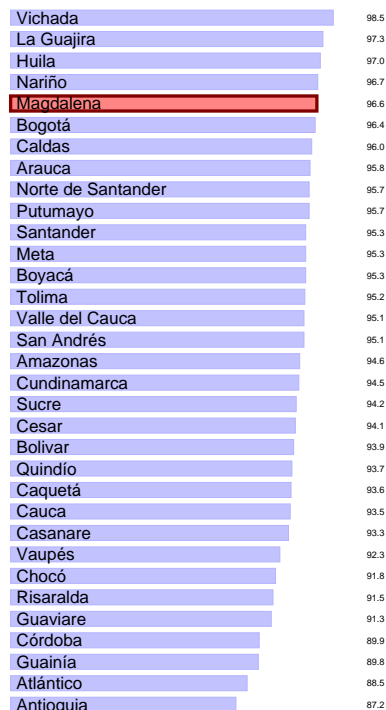 Vichada 98.5
La Guajira 97.3
Huila 97.0
Nariño 96.7
Magdalena 96.6
Bogotá 96.4
Caldas 96.0
Arauca 95.8
Norte de Santander 95.7
Putumayo 95.7
Santander 95.3
Meta 95.3
Boyacá 95.3
Tolima 95.2
Valle del Cauca 95.1
San Andrés 95.1
Amazonas 94.6
Cundinamarca 94.5
Sucre 94.2
Cesar 94.1
Bolivar 93.9
Quindío 93.7
Caquetá 93.6
Cauca 93.5
Casanare 93.3
Vaupés 92.3
Chocó 91.8
Risaralda 91.5
Guaviare 91.3
Córdoba 89.9
Guainía 89.8
Atlántico 88.5
Antioquia 87.2